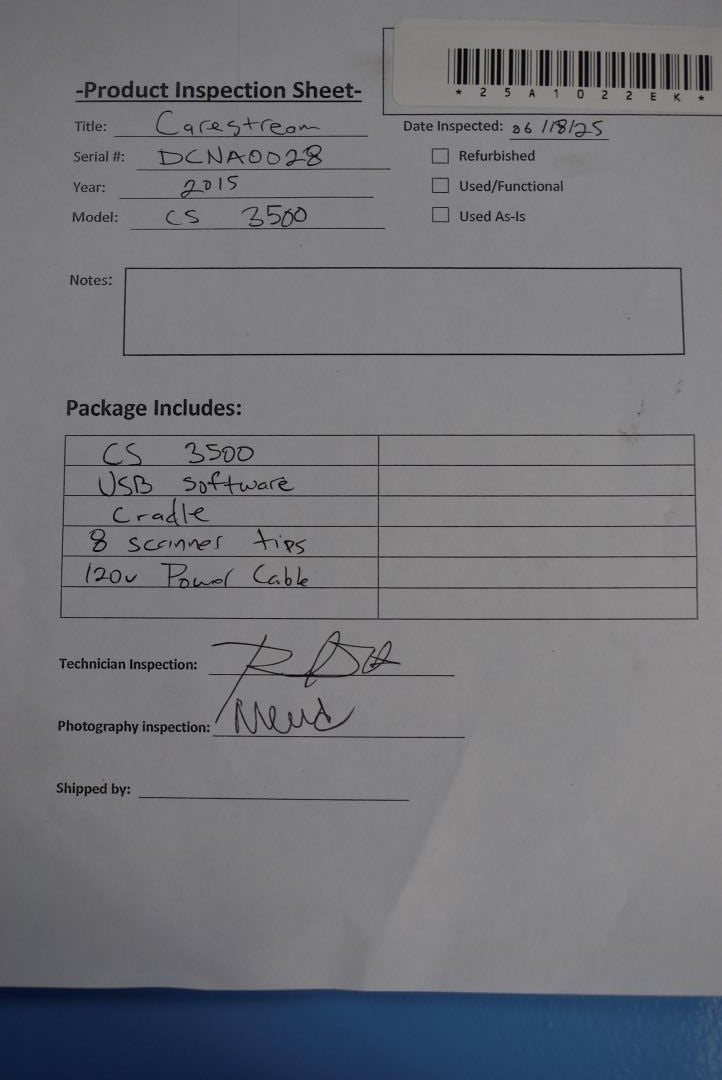 * 2 5 A 1 0 2 2 E K *
-Product Inspection Sheet-
Title: Carestream
Date Inspected: 06/18/25
Serial #: DCNA0028
Refurbished
Year: 2015
Used/Functional
Model: CS 3500
Used As-Is
Notes:
Package Includes:
CS 3500
USB Software
Cradle
8 scanner tips
120v Power Cable
Technician Inspection:
Photography inspection:
Shipped by: